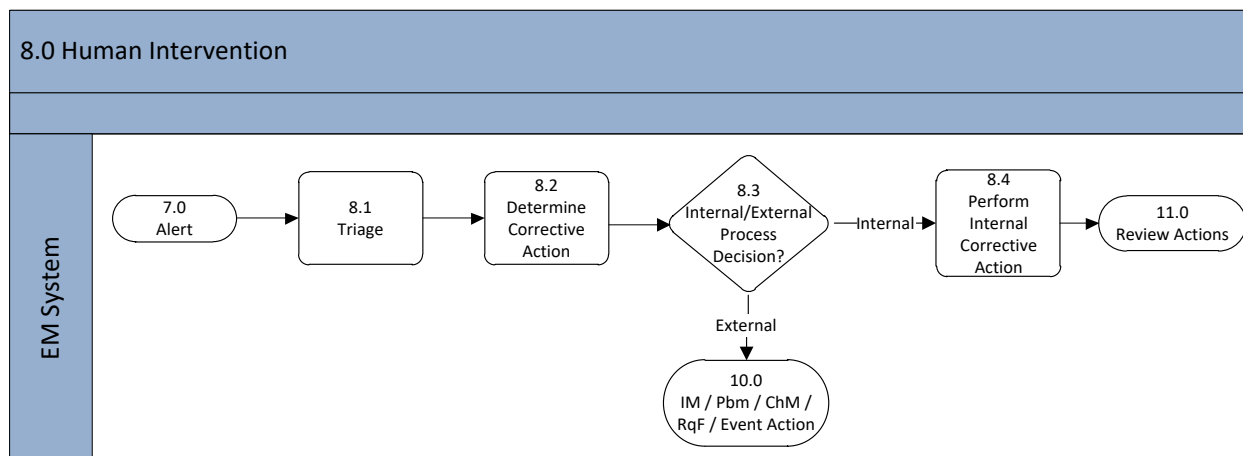 8.0 Human Intervention
EM System
7.0
Alert
8.1
Triage
8.2
Determine
Corrective
Action
8.3
Internal/External
Process
Decision?
Internal
8.4
Perform
Internal
Corrective
Action
11.0
Review Actions
External
10.0
IM / Pbm / ChM /
RqF / Event Action